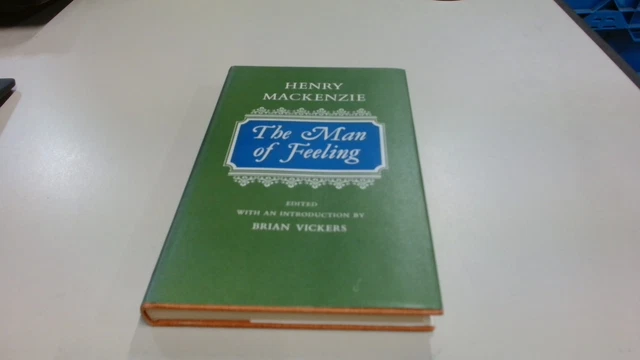 HENRY
MACKENZIE
The Man
of Feeling
EDITED
WITH AN INTRODUCTION BY
BRIAN VICKERS